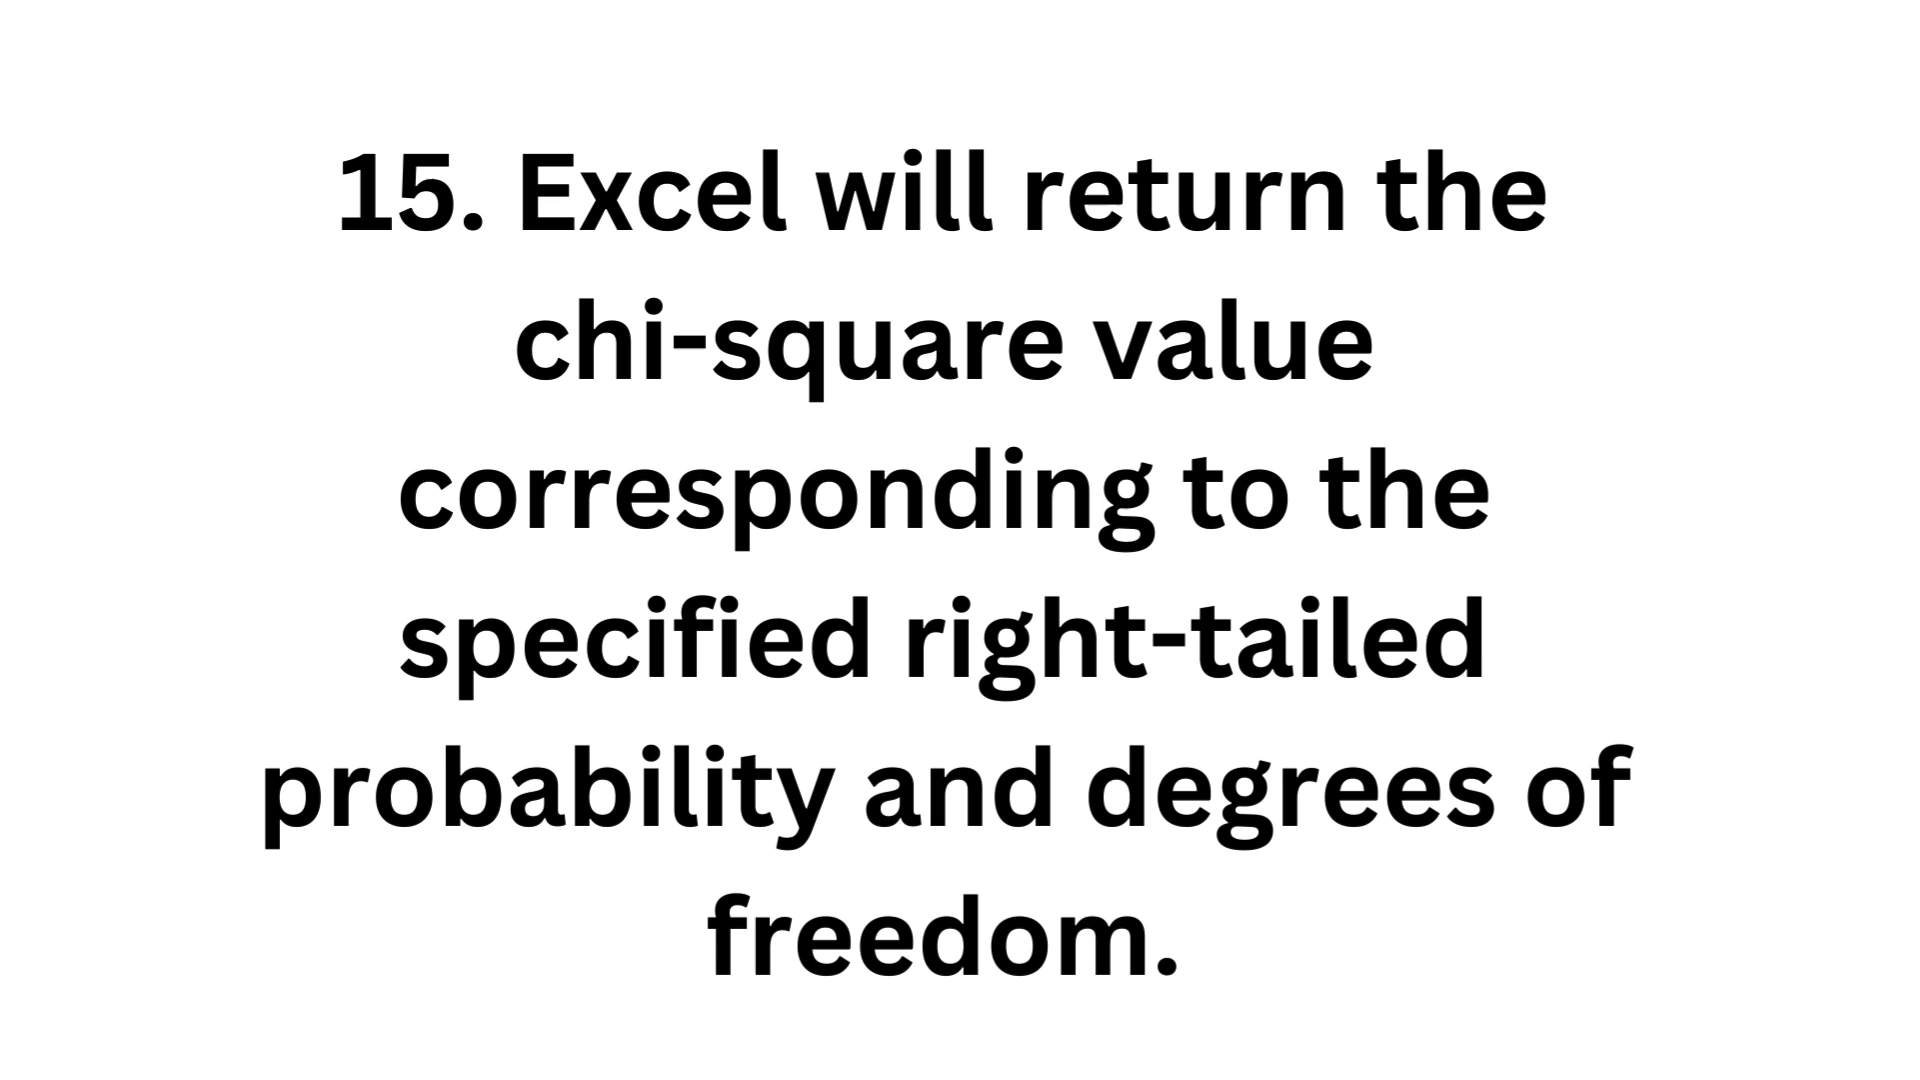 15. Excel will return the
chi-square value
corresponding to the
specified right-tailed
probability and degrees of
freedom.